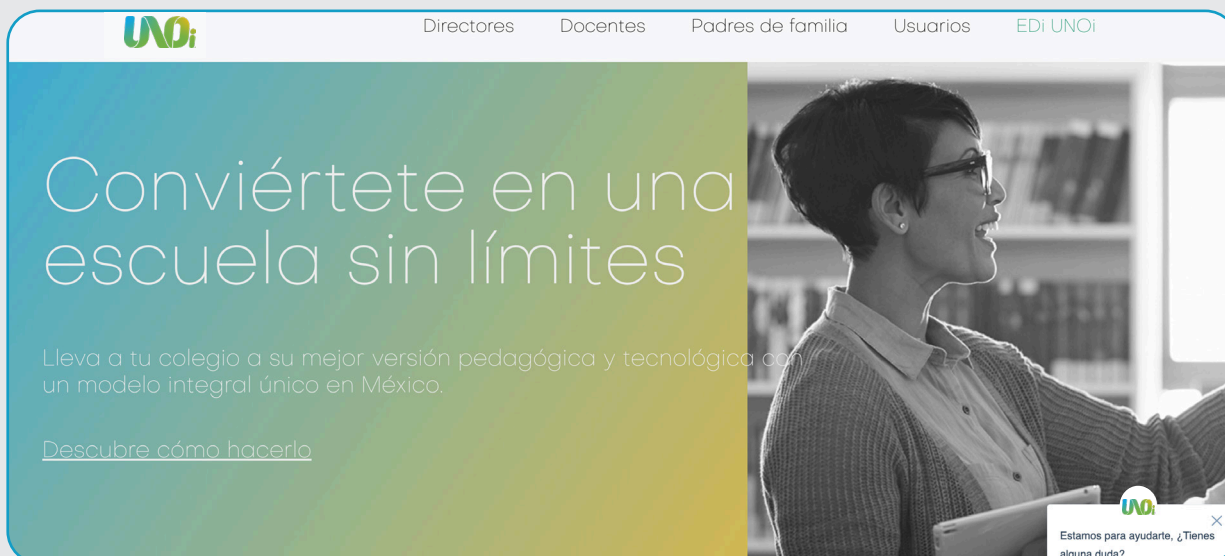 UNOi
Directores Docentes Padres de familia Usuarios EDi UNOi
Conviértete en una
escuela sin límites
Lleva a tu colegio a su mejor versión pedagógica y tecnológica con
un modelo integral único en México.
Descubre cómo hacerlo
UNOi
Estamos para ayudarte, ¿Tienes
alguna duda?